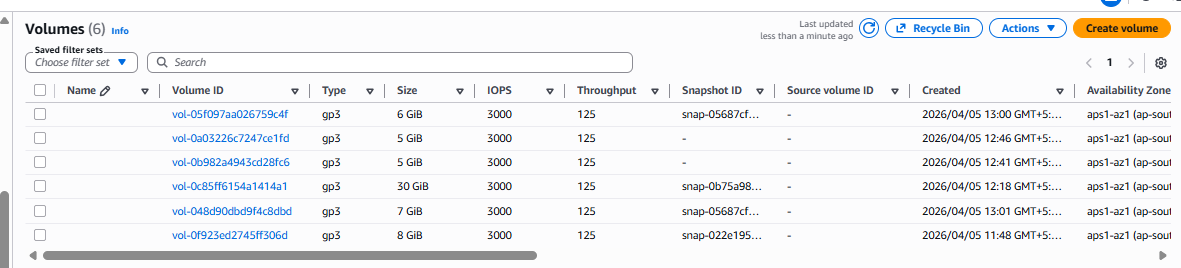 Volumes (6) Info
Last updated
less than a minute ago
Recycle Bin
Actions
Create volume
Saved filter sets
Choose filter set
Search
1
Name Volume ID Type Size IOPS Throughput Snapshot ID Source volume ID Created Availability Zone
vol-05f097aa026759c4f gp3 6 GiB 3000 125 snap-05687cf... - 2026/04/05 13:00 GMT+5:... aps1-az1 (ap-sout
vol-0a03226c7247ce1fd gp3 5 GiB 3000 125 - - 2026/04/05 12:46 GMT+5:... aps1-az1 (ap-sout
vol-0b982a4943cd28fc6 gp3 5 GiB 3000 125 - - 2026/04/05 12:41 GMT+5:... aps1-az1 (ap-sout
vol-0c85ff6154a1414a1 gp3 30 GiB 3000 125 snap-0b75a98... - 2026/04/05 12:18 GMT+5:... aps1-az1 (ap-sout
vol-048d90dbd9f4c8dbd gp3 7 GiB 3000 125 snap-05687cf... - 2026/04/05 13:01 GMT+5:... aps1-az1 (ap-sout
vol-0f923ed2745ff306d gp3 8 GiB 3000 125 snap-022e195... - 2026/04/05 11:48 GMT+5:... aps1-az1 (ap-sout